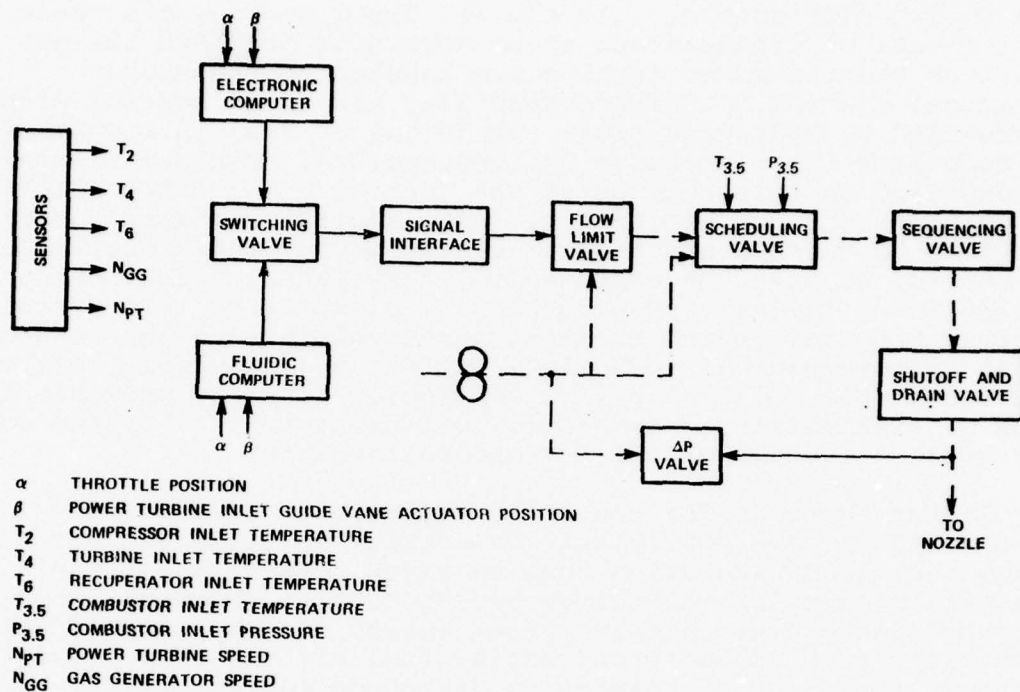 α β
ELECTRONIC
COMPUTER
SENSORS
T2
T4
T6
NGG
NPT
SWITCHING
VALVE
SIGNAL
INTERFACE
FLOW
LIMIT
VALVE
T3.5 P3.5
SCHEDULING
VALVE
SEQUENCING
VALVE
FLUIDIC
COMPUTER
α β
SHUTOFF AND
DRAIN VALVE
ΔP
VALVE
TO
NOZZLE
α THROTTLE POSITION
β POWER TURBINE INLET GUIDE VANE ACTUATOR POSITION
T2 COMPRESSOR INLET TEMPERATURE
T4 TURBINE INLET TEMPERATURE
T6 RECUPERATOR INLET TEMPERATURE
T3.5 COMBUSTOR INLET TEMPERATURE
P3.5 COMBUSTOR INLET PRESSURE
NPT POWER TURBINE SPEED
NGG GAS GENERATOR SPEED